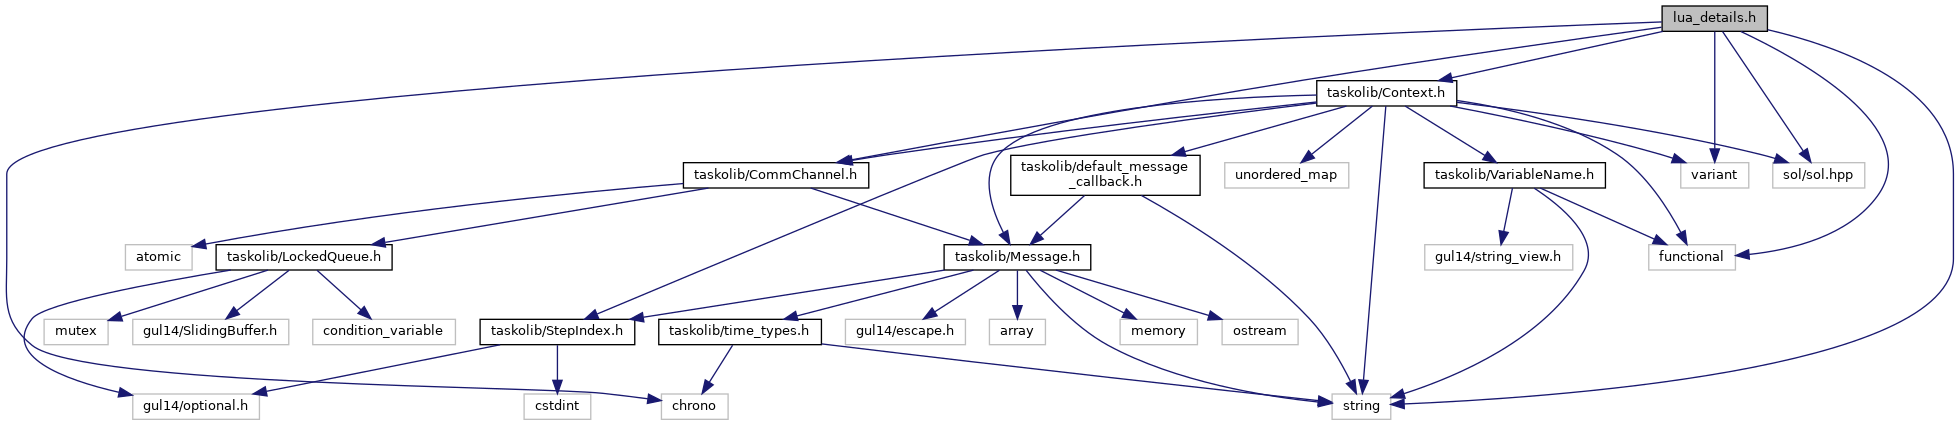 lua_details.h
taskolib/Context.h
taskolib/CommChannel.h
taskolib/default_message
_callback.h
unordered_map
taskolib/VariableName.h
variant
sol/sol.hpp
atomic
taskolib/LockedQueue.h
taskolib/Message.h
gul14/string_view.h
functional
mutex
gul14/SlidingBuffer.h
condition_variable
taskolib/StepIndex.h
taskolib/time_types.h
gul14/escape.h
array
memory
ostream
gul14/optional.h
cstdint
chrono
string